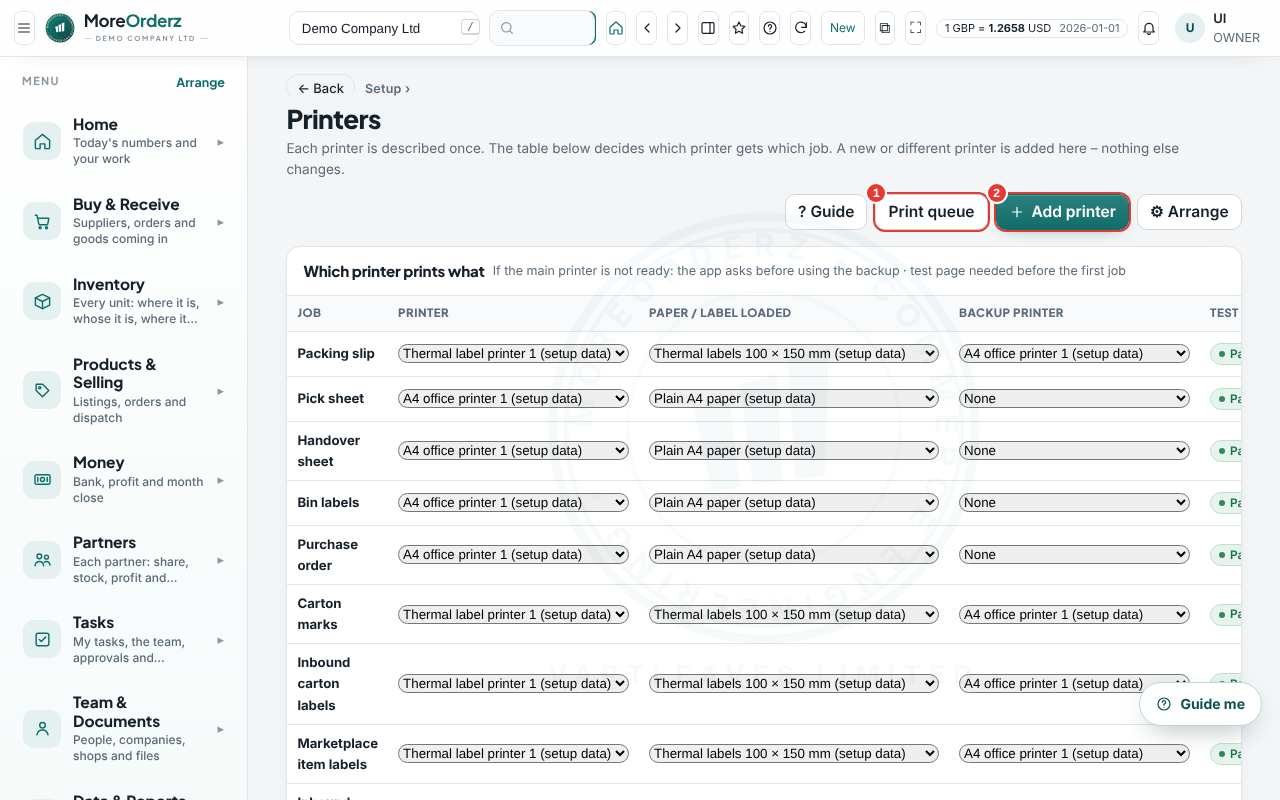 MoreOrderz
— DEMO COMPANY LTD —
Demo Company Ltd
/
New
1 GBP = 1.2658 USD 2026-01-01
U
UI
OWNER
MENU
Arrange
Home
Today's numbers and
your work
Buy & Receive
Suppliers, orders and
goods coming in
Inventory
Every unit: where it is,
whose it is, where it...
Products &
Selling
Listings, orders and
dispatch
Money
Bank, profit and month
close
Partners
Each partner: share,
stock, profit and...
Tasks
My tasks, the team,
approvals and...
Team &
Documents
People, companies,
shops and files
Data & Reports
← Back
Setup ›
Printers
Each printer is described once. The table below decides which printer gets which job. A new or different printer is added here – nothing else
changes.
? Guide
1
Print queue
2
+ Add printer
⚙ Arrange
Which printer prints what If the main printer is not ready: the app asks before using the backup · test page needed before the first job
JOB PRINTER PAPER / LABEL LOADED BACKUP PRINTER TEST
Packing slip Thermal label printer 1 (setup data) Thermal labels 100 × 150 mm (setup data) A4 office printer 1 (setup data)
Pick sheet A4 office printer 1 (setup data) Plain A4 paper (setup data) None
Handover
sheet A4 office printer 1 (setup data) Plain A4 paper (setup data) None
Bin labels A4 office printer 1 (setup data) Plain A4 paper (setup data) None
Purchase
order A4 office printer 1 (setup data) Plain A4 paper (setup data) None
Carton
marks Thermal label printer 1 (setup data) Thermal labels 100 × 150 mm (setup data) A4 office printer 1 (setup data)
Inbound
carton
labels Thermal label printer 1 (setup data) Thermal labels 100 × 150 mm (setup data) A4 office printer 1 (setup data)
Guide me
Marketplace
item labels Thermal label printer 1 (setup data) Thermal labels 100 × 150 mm (setup data) A4 office printer 1 (setup data)